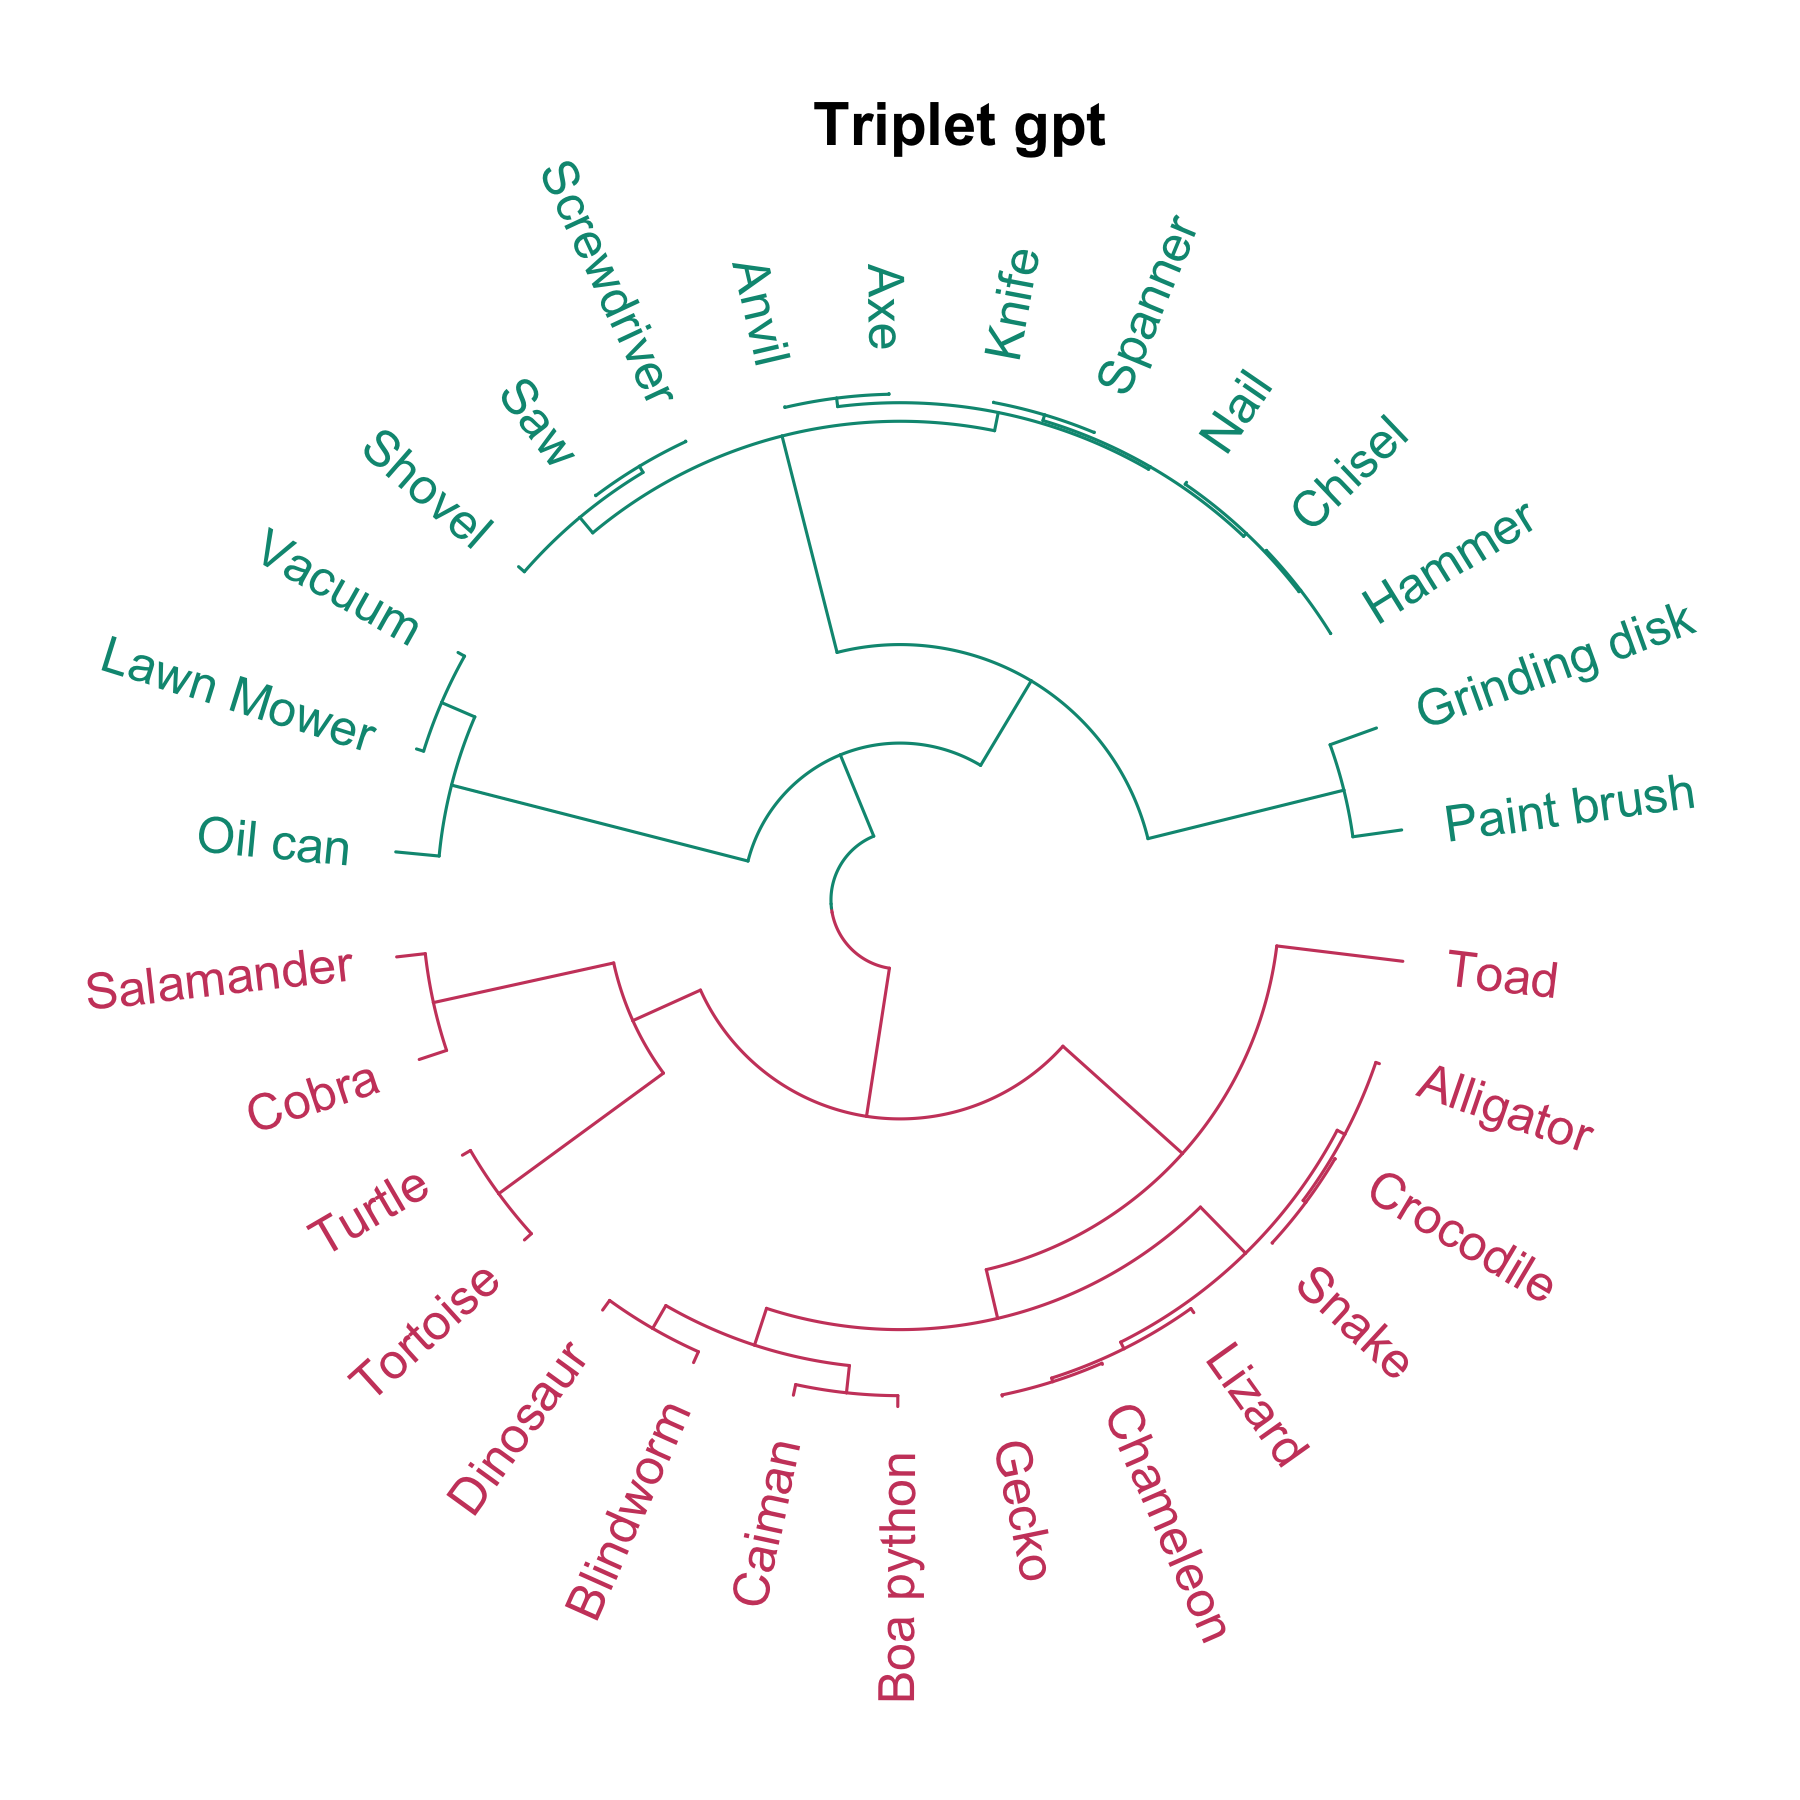 Triplet gpt
Screwdriver
Anvil
Axe
Knife
Spanner
Saw
Nail
Shovel
Chisel
Vacuum
Hammer
Lawn Mower
Grinding disk
Oil can
Paint brush
Salamander
Toad
Cobra
Alligator
Turtle
Crocodile
Tortoise
Snake
Dinosaur
Lizard
Blindworm
Chameleon
Caiman
Gecko
Boa python